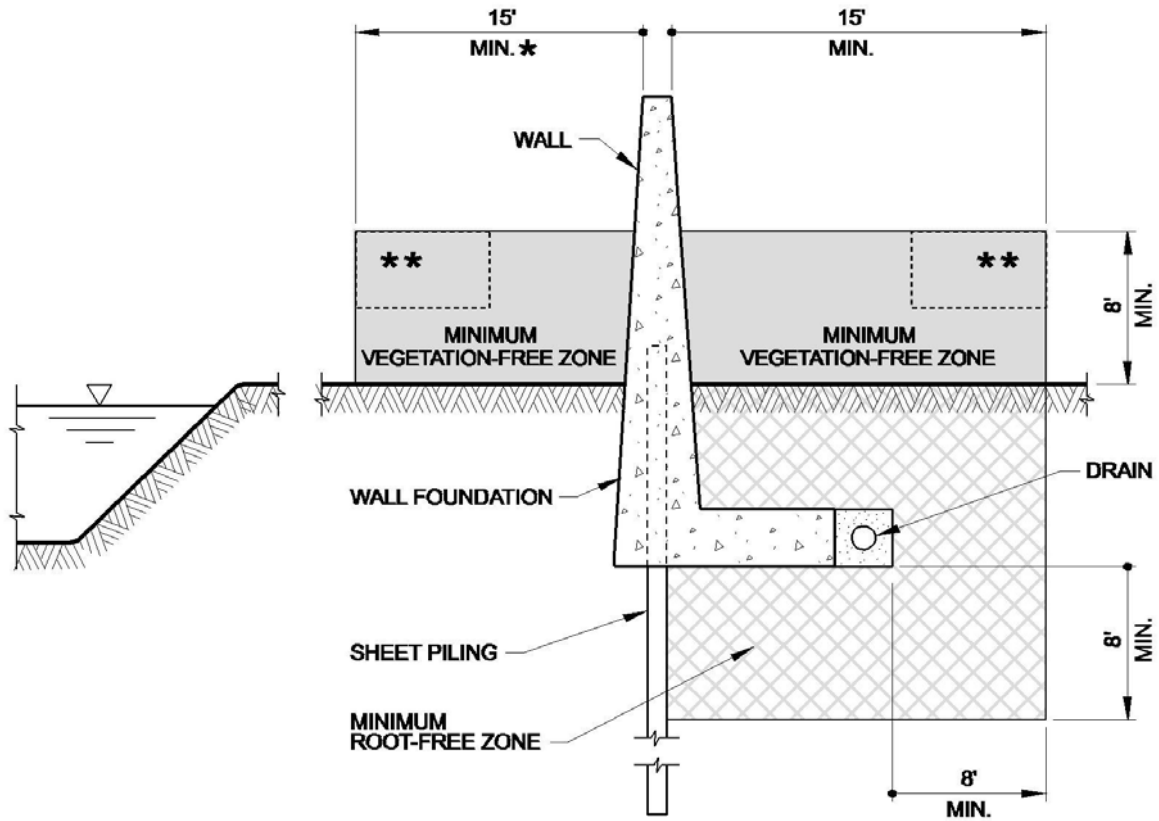 15'
MIN. *
15'
MIN.
WALL
**
**
8'
MIN.
MINIMUM
VEGETATION-FREE ZONE
MINIMUM
VEGETATION-FREE ZONE
WALL FOUNDATION
DRAIN
SHEET PILING
8'
MIN.
MINIMUM
ROOT-FREE ZONE
8'
MIN.